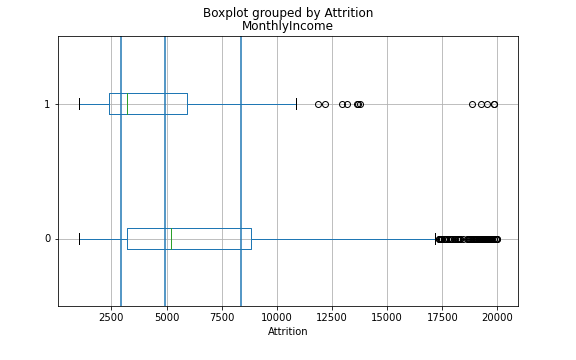 Boxplot grouped by Attrition
MonthlyIncome
1
0
2500 5000 7500 10000 12500 15000 17500 20000
Attrition